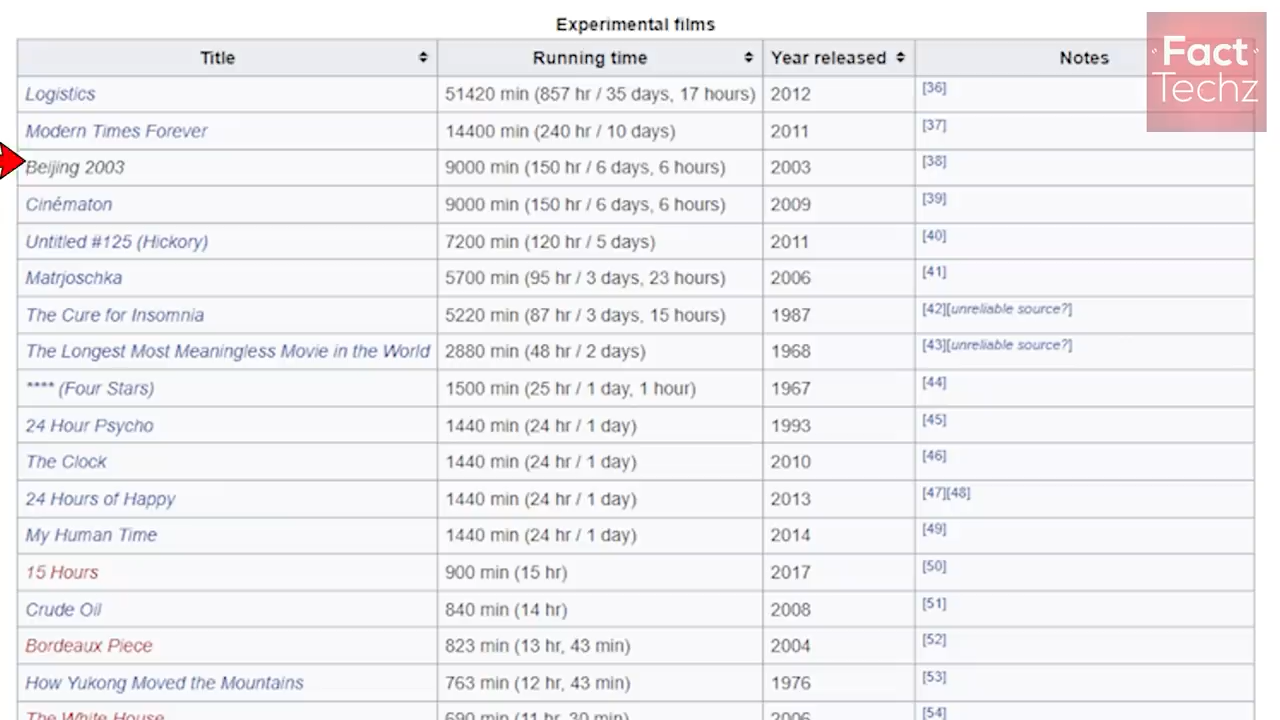 Experimental films
Title Running time Year released Notes
Logistics 51420 min (857 hr / 35 days, 17 hours) 2012 [36]
Modern Times Forever 14400 min (240 hr / 10 days) 2011 [37]
Beijing 2003 9000 min (150 hr / 6 days, 6 hours) 2003 [38]
Cinématon 9000 min (150 hr / 6 days, 6 hours) 2009 [39]
Untitled #125 (Hickory) 7200 min (120 hr / 5 days) 2011 [40]
Matrjoschka 5700 min (95 hr / 3 days, 23 hours) 2006 [41]
The Cure for Insomnia 5220 min (87 hr / 3 days, 15 hours) 1987 [42][unreliable source?]
The Longest Most Meaningless Movie in the World 2880 min (48 hr / 2 days) 1968 [43][unreliable source?]
**** (Four Stars) 1500 min (25 hr / 1 day, 1 hour) 1967 [44]
24 Hour Psycho 1440 min (24 hr / 1 day) 1993 [45]
The Clock 1440 min (24 hr / 1 day) 2010 [46]
24 Hours of Happy 1440 min (24 hr / 1 day) 2013 [47][48]
My Human Time 1440 min (24 hr / 1 day) 2014 [49]
15 Hours 900 min (15 hr) 2017 [50]
Crude Oil 840 min (14 hr) 2008 [51]
Bordeaux Piece 823 min (13 hr, 43 min) 2004 [52]
How Yukong Moved the Mountains 763 min (12 hr, 43 min) 1976 [53]
The White House 690 min (11 hr, 30 min) 2006 [54]
Fact
Techz